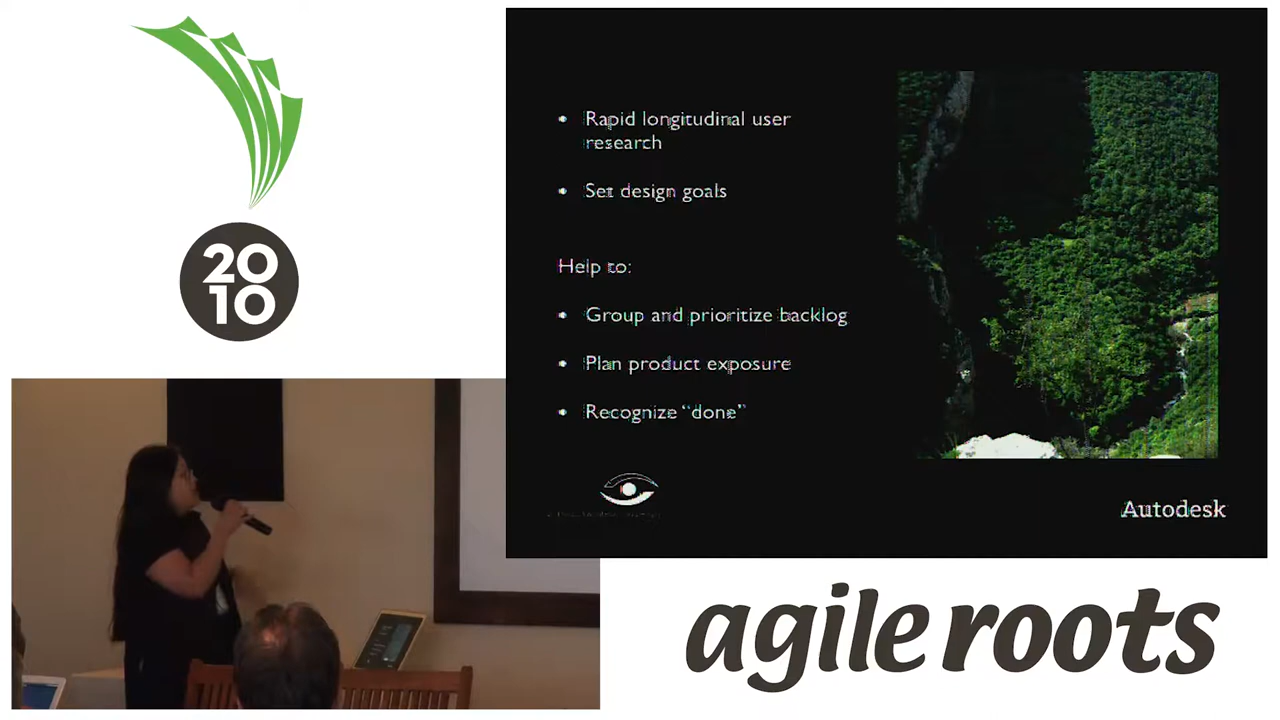 20
10
• Rapid longitudinal user
research
• Set design goals
Help to:
• Group and prioritize backlog
• Plan product exposure
• Recognize “done”
Autodesk
agile roots